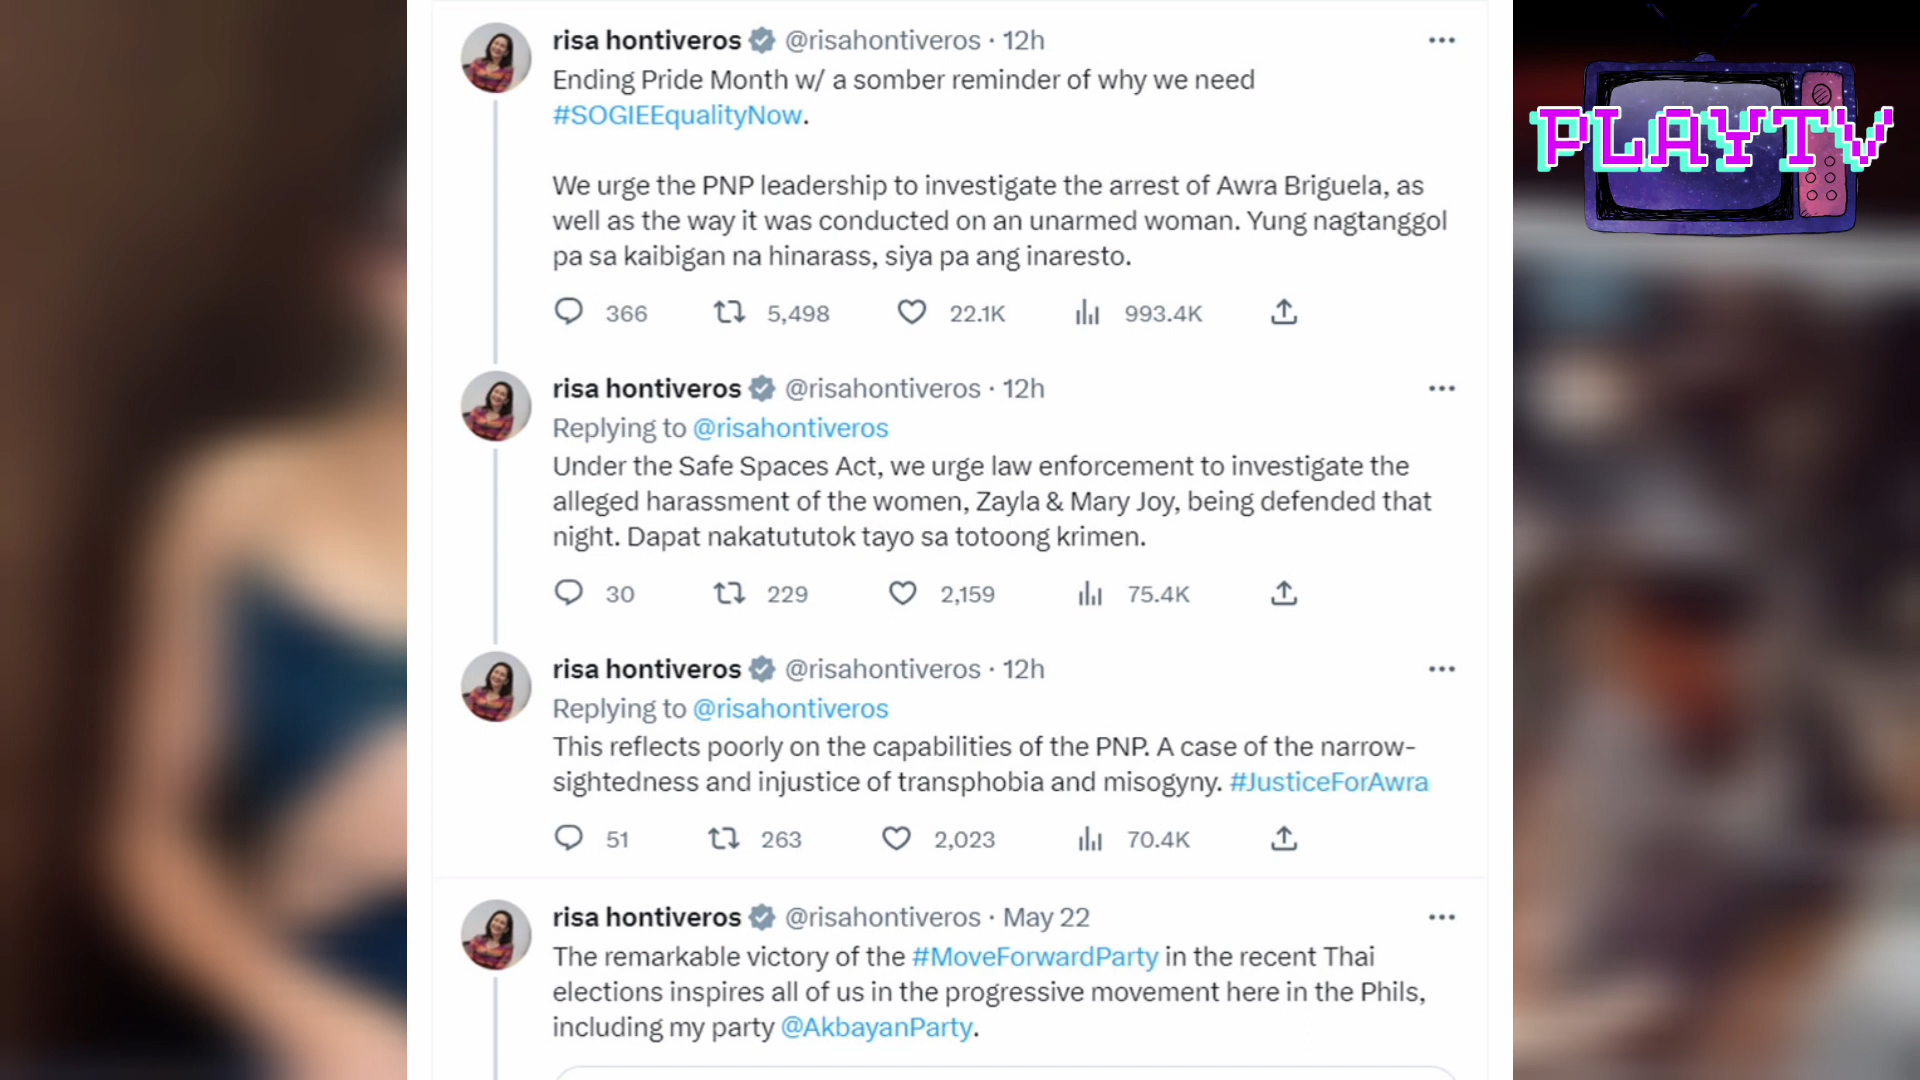 risa hontiveros @risahontiveros · 12h
Ending Pride Month w/ a somber reminder of why we need
#SOGIEEqualityNow.
We urge the PNP leadership to investigate the arrest of Awra Briguela, as
well as the way it was conducted on an unarmed woman. Yung nagtanggol
pa sa kaibigan na hinarass, siya pa ang inaresto.
366 5,498 22.1K 993.4K
risa hontiveros @risahontiveros · 12h
Replying to @risahontiveros
Under the Safe Spaces Act, we urge law enforcement to investigate the
alleged harassment of the women, Zayla & Mary Joy, being defended that
night. Dapat nakatututok tayo sa totoong krimen.
30 229 2,159 75.4K
risa hontiveros @risahontiveros · 12h
Replying to @risahontiveros
This reflects poorly on the capabilities of the PNP. A case of the narrow-
sightedness and injustice of transphobia and misogyny. #JusticeForAwra
51 263 2,023 70.4K
risa hontiveros @risahontiveros · May 22
The remarkable victory of the #MoveForwardParty in the recent Thai
elections inspires all of us in the progressive movement here in the Phils,
including my party @AkbayanParty.
PLAYTV